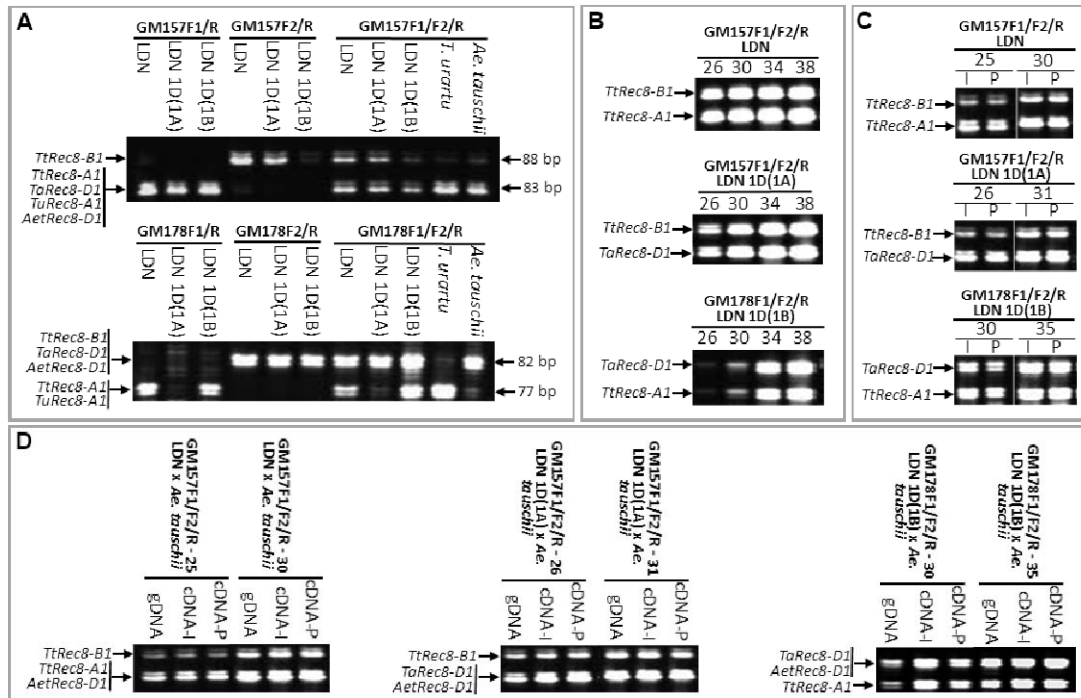 A
GM157F1/R GM157F2/R GM157F1/F2/R
LDN LDN 1D(1A) LDN 1D(1B) LDN LDN 1D(1A) LDN 1D(1B) LDN LDN 1D(1A) LDN 1D(1B) T. urartu Ae. tauschii
TtRec8-B1
TtRec8-A1
TaRec8-D1
TuRec8-A1
AetRec8-D1
88 bp
83 bp
GM178F1/R GM178F2/R GM178F1/F2/R
LDN LDN 1D(1A) LDN 1D(1B) LDN LDN 1D(1A) LDN 1D(1B) LDN LDN 1D(1A) LDN 1D(1B) T. urartu Ae. tauschii
TtRec8-B1
TaRec8-D1
AetRec8-D1
TtRec8-A1
TuRec8-A1
82 bp
77 bp
B
GM157F1/F2/R
LDN
26 30 34 38
TtRec8-B1
TtRec8-A1
GM157F1/F2/R
LDN 1D(1A)
26 30 34 38
TtRec8-B1
TaRec8-D1
GM178F1/F2/R
LDN 1D(1B)
26 30 34 38
TaRec8-D1
TtRec8-A1
C
GM157F1/F2/R
LDN
25 30
I P I P
TtRec8-B1
TtRec8-A1
GM157F1/F2/R
LDN 1D(1A)
26 31
I P I P
TtRec8-B1
TaRec8-D1
GM178F1/F2/R
LDN 1D(1B)
30 35
I P I P
TaRec8-D1
TtRec8-A1
D
GM157F1/F2/R - 25
LDN x Ae. tauschii
GM157F1/F2/R - 30
LDN x Ae. tauschii
gDNA cDNA-I cDNA-P gDNA cDNA-I cDNA-P
TtRec8-B1
TtRec8-A1
AetRec8-D1
GM157F1/F2/R - 26
LDN 1D(1A) x Ae.
tauschii
GM157F1/F2/R - 31
LDN 1D(1A) x Ae.
tauschii
gDNA cDNA-I cDNA-P gDNA cDNA-I cDNA-P
TtRec8-B1
TaRec8-D1
AetRec8-D1
GM178F1/F2/R - 30
LDN 1D(1B) x Ae.
tauschii
GM178F1/F2/R - 35
LDN 1D(1B) x Ae.
tauschii
gDNA cDNA-I cDNA-P gDNA cDNA-I cDNA-P
TaRec8-D1
AetRec8-D1
TtRec8-A1